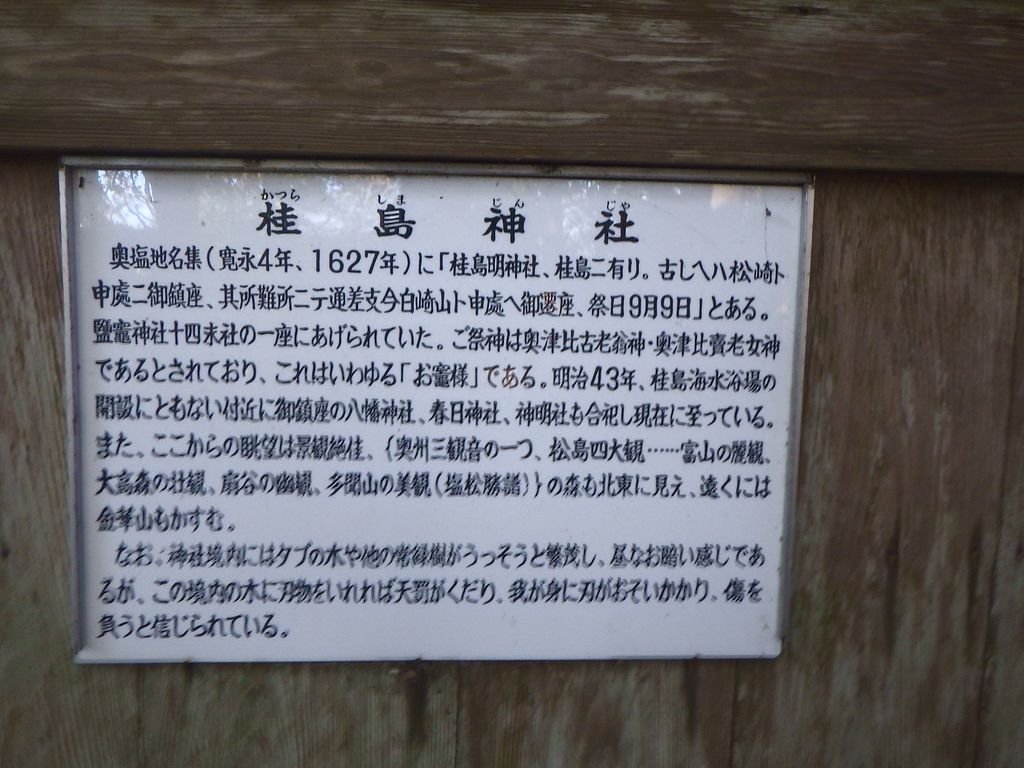 かつら しま じん じゃ
桂島神社
奥塩地名集(寛永4年、1627年)に「桂島明神社、桂島二有リ。古しへハ松崎ト
申處二御鎮座、其所難所二テ通差支今白崎山ト申處へ御遷座、祭日9月9日」とある。
鹽竈神社十四末社の一座にあげられていた。ご祭神は奥津比古老翁神・奥津比賣老女神
であるとされており、これはいわゆる「お竈様」である。明治43年、桂島海水浴場の
開設にともない付近に御鎮座の八幡神社、春日神社、神明社も合祀し現在に至っている。
また、ここからの眺望は景観絶佳、{奥州三観音の一つ、松島四大観……富山の麗観、
大高森の壮観、扇谷の幽観、多聞山の美観(塩松勝譜)}の森も北東に見え、遠くには
金華山もかすむ。
なお、神社境内にはタブの木や他の常緑樹がうっそうと繁茂し、昼なお暗い感じであ
るが、この境内の木に刃物をいれれば天罰がくだり、我が身に刃がおそいかかり、傷を
負うと信じられている。